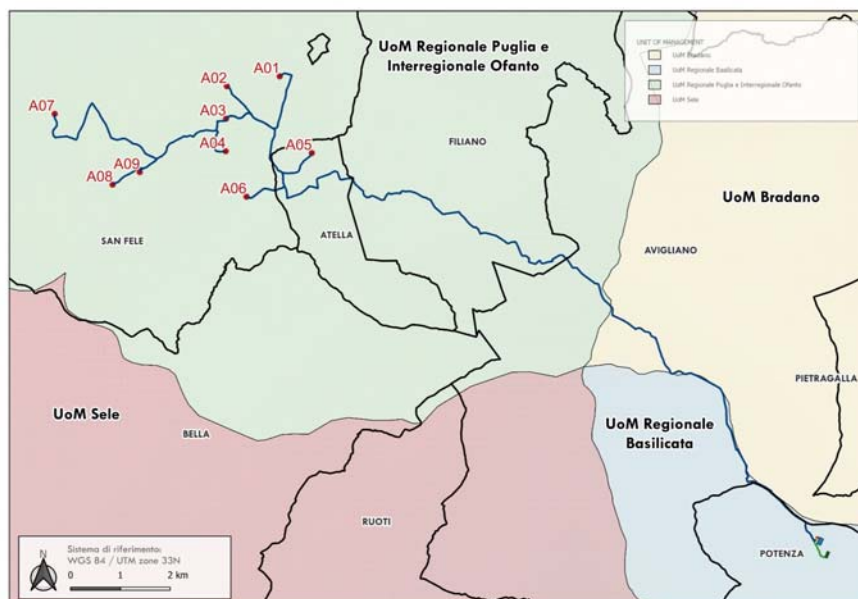 UoM Regionale Puglia e
Interregionale Ofanto
UNIT OF MANAGEMENT
UoM Bradano
UoM Regionale Basilicata
UoM Regionale Puglia e Interregionale Ofanto
UoM Sele
A01
A02
A07
A03
A04
A05
A09
A08
A06
FILIANO
SAN FELE
ATELLA
UoM Bradano
AVIGLIANO
PIETRAGALLA
UoM Sele
BELLA
UoM Regionale
Basilicata
RUOTI
POTENZA
N
Sistema di riferimento:
WGS 84 / UTM zone 33N
0 1 2 km